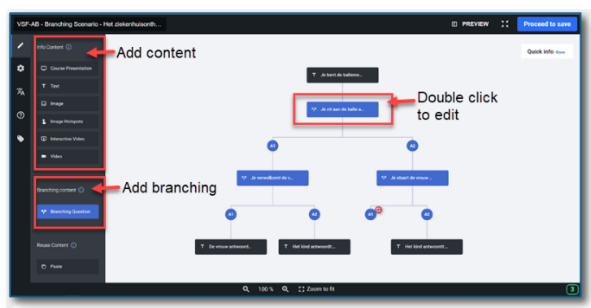 VSF-AB - Branching Scenario - Het ziekenhuisonth...
PREVIEW
Proceed to save
Info Content
Add content
Quick info
Course Presentation
T Je bent de balieme...
T Text
Je zit aan de balie a...
Double click
to edit
Image
Image Hotspots
Interactive Video
A1
A2
Video
Je verwelkomt de v...
Je stuurt de vrouw ...
Branching content
Add branching
Branching Question
A1
A2
A1
A2
Reuse Content
T De vrouw antwoord...
T Het kind antwoordt...
T Het kind antwoordt...
Paste
100 %
Zoom to fit
3